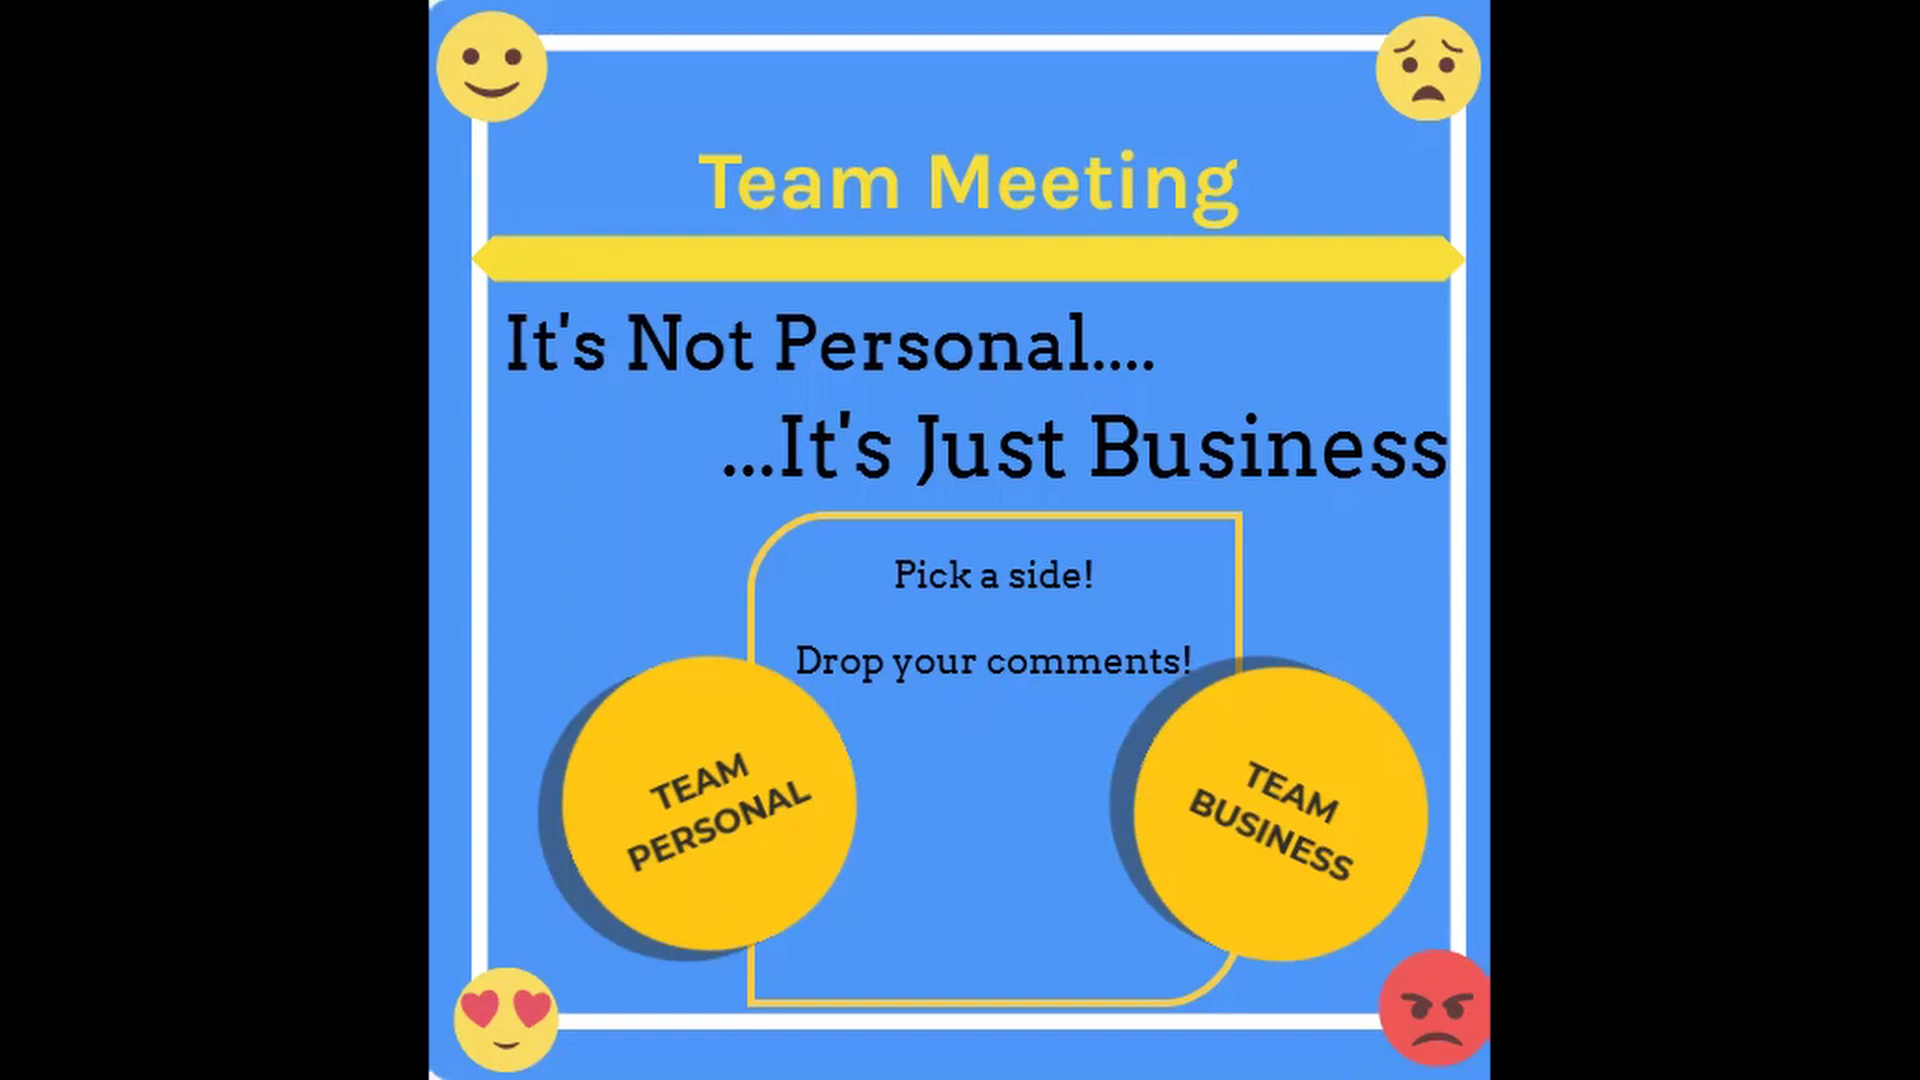 Team Meeting
It's Not Personal....
...It's Just Business
Pick a side!
Drop your comments!
TEAM
PERSONAL
TEAM
BUSINESS